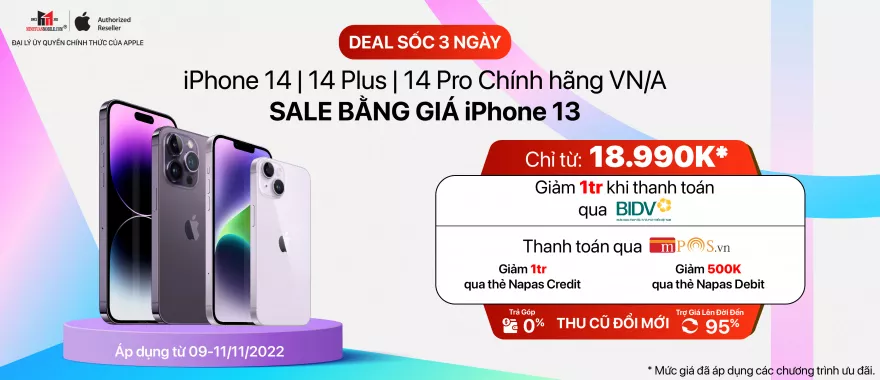 Authorized
Reseller
ĐẠI LÝ ỦY QUYỀN CHÍNH THỨC CỦA APPLE
DEAL SỐC 3 NGÀY
iPhone 14 | 14 Plus | 14 Pro Chính hãng VN/A
SALE BẰNG GIÁ iPhone 13
Chỉ từ: 18.990K*
Giảm 1tr khi thanh toán
qua BIDV
Thanh toán qua mPOS.vn
Giảm 1tr
qua thẻ Napas Credit
Giảm 500K
qua thẻ Napas Debit
Trả Góp
0%
THU CŨ ĐỔI MỚI
Trợ Giá Lên Đời Đến
95%
Áp dụng từ 09-11/11/2022
* Mức giá đã áp dụng các chương trình ưu đãi.